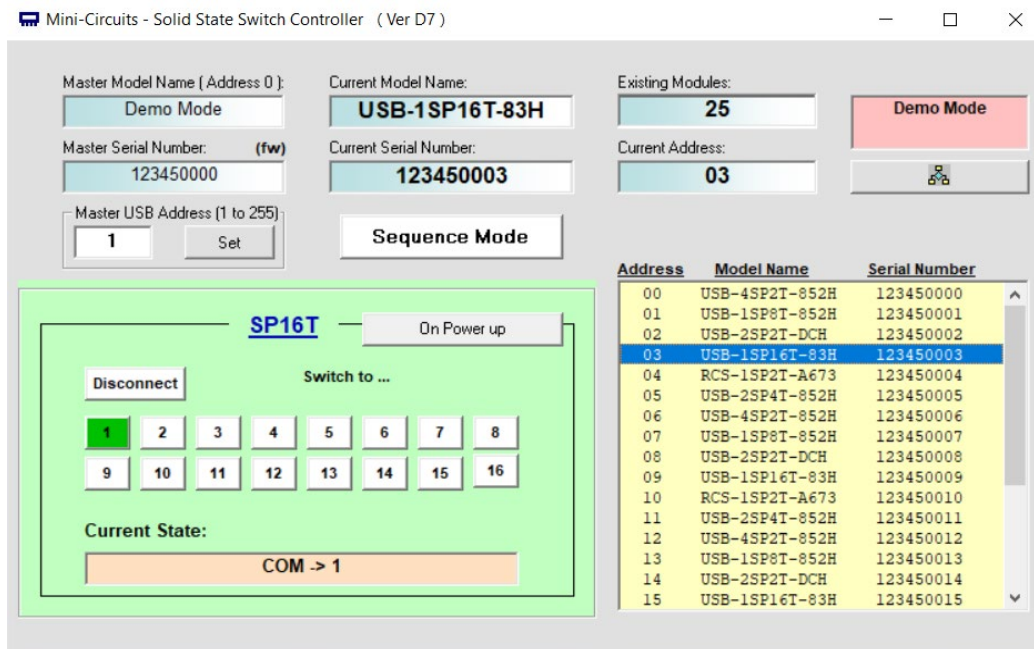 Mini-Circuits - Solid State Switch Controller ( Ver D7 )
Master Model Name ( Address 0 ):
Demo Mode
Current Model Name:
USB-1SP16T-83H
Existing Modules:
25
Demo Mode
Master Serial Number: (fw)
123450000
Current Serial Number:
123450003
Current Address:
03
Master USB Address (1 to 255)
1 Set
Sequence Mode
SP16T
On Power up
Disconnect
Switch to ...
1 2 3 4 5 6 7 8
9 10 11 12 13 14 15 16
Current State:
COM -> 1
Address Model Name Serial Number
00 USB-4SP2T-852H 123450000
01 USB-1SP8T-852H 123450001
02 USB-2SP2T-DCH 123450002
03 USB-1SP16T-83H 123450003
04 RCS-1SP2T-A673 123450004
05 USB-2SP4T-852H 123450005
06 USB-4SP2T-852H 123450006
07 USB-1SP8T-852H 123450007
08 USB-2SP2T-DCH 123450008
09 USB-1SP16T-83H 123450009
10 RCS-1SP2T-A673 123450010
11 USB-2SP4T-852H 123450011
12 USB-4SP2T-852H 123450012
13 USB-1SP8T-852H 123450013
14 USB-2SP2T-DCH 123450014
15 USB-1SP16T-83H 123450015